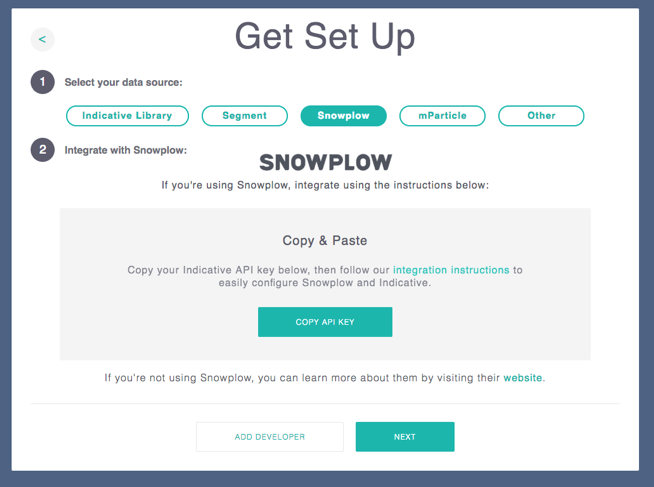 <
Get Set Up
1 Select your data source:
Indicative Library Segment Snowplow mParticle Other
2 Integrate with Snowplow:
SNOWPLOW
If you're using Snowplow, integrate using the instructions below:
Copy & Paste
Copy your Indicative API key below, then follow our integration instructions to
easily configure Snowplow and Indicative.
COPY API KEY
If you're not using Snowplow, you can learn more about them by visiting their website.
ADD DEVELOPER NEXT